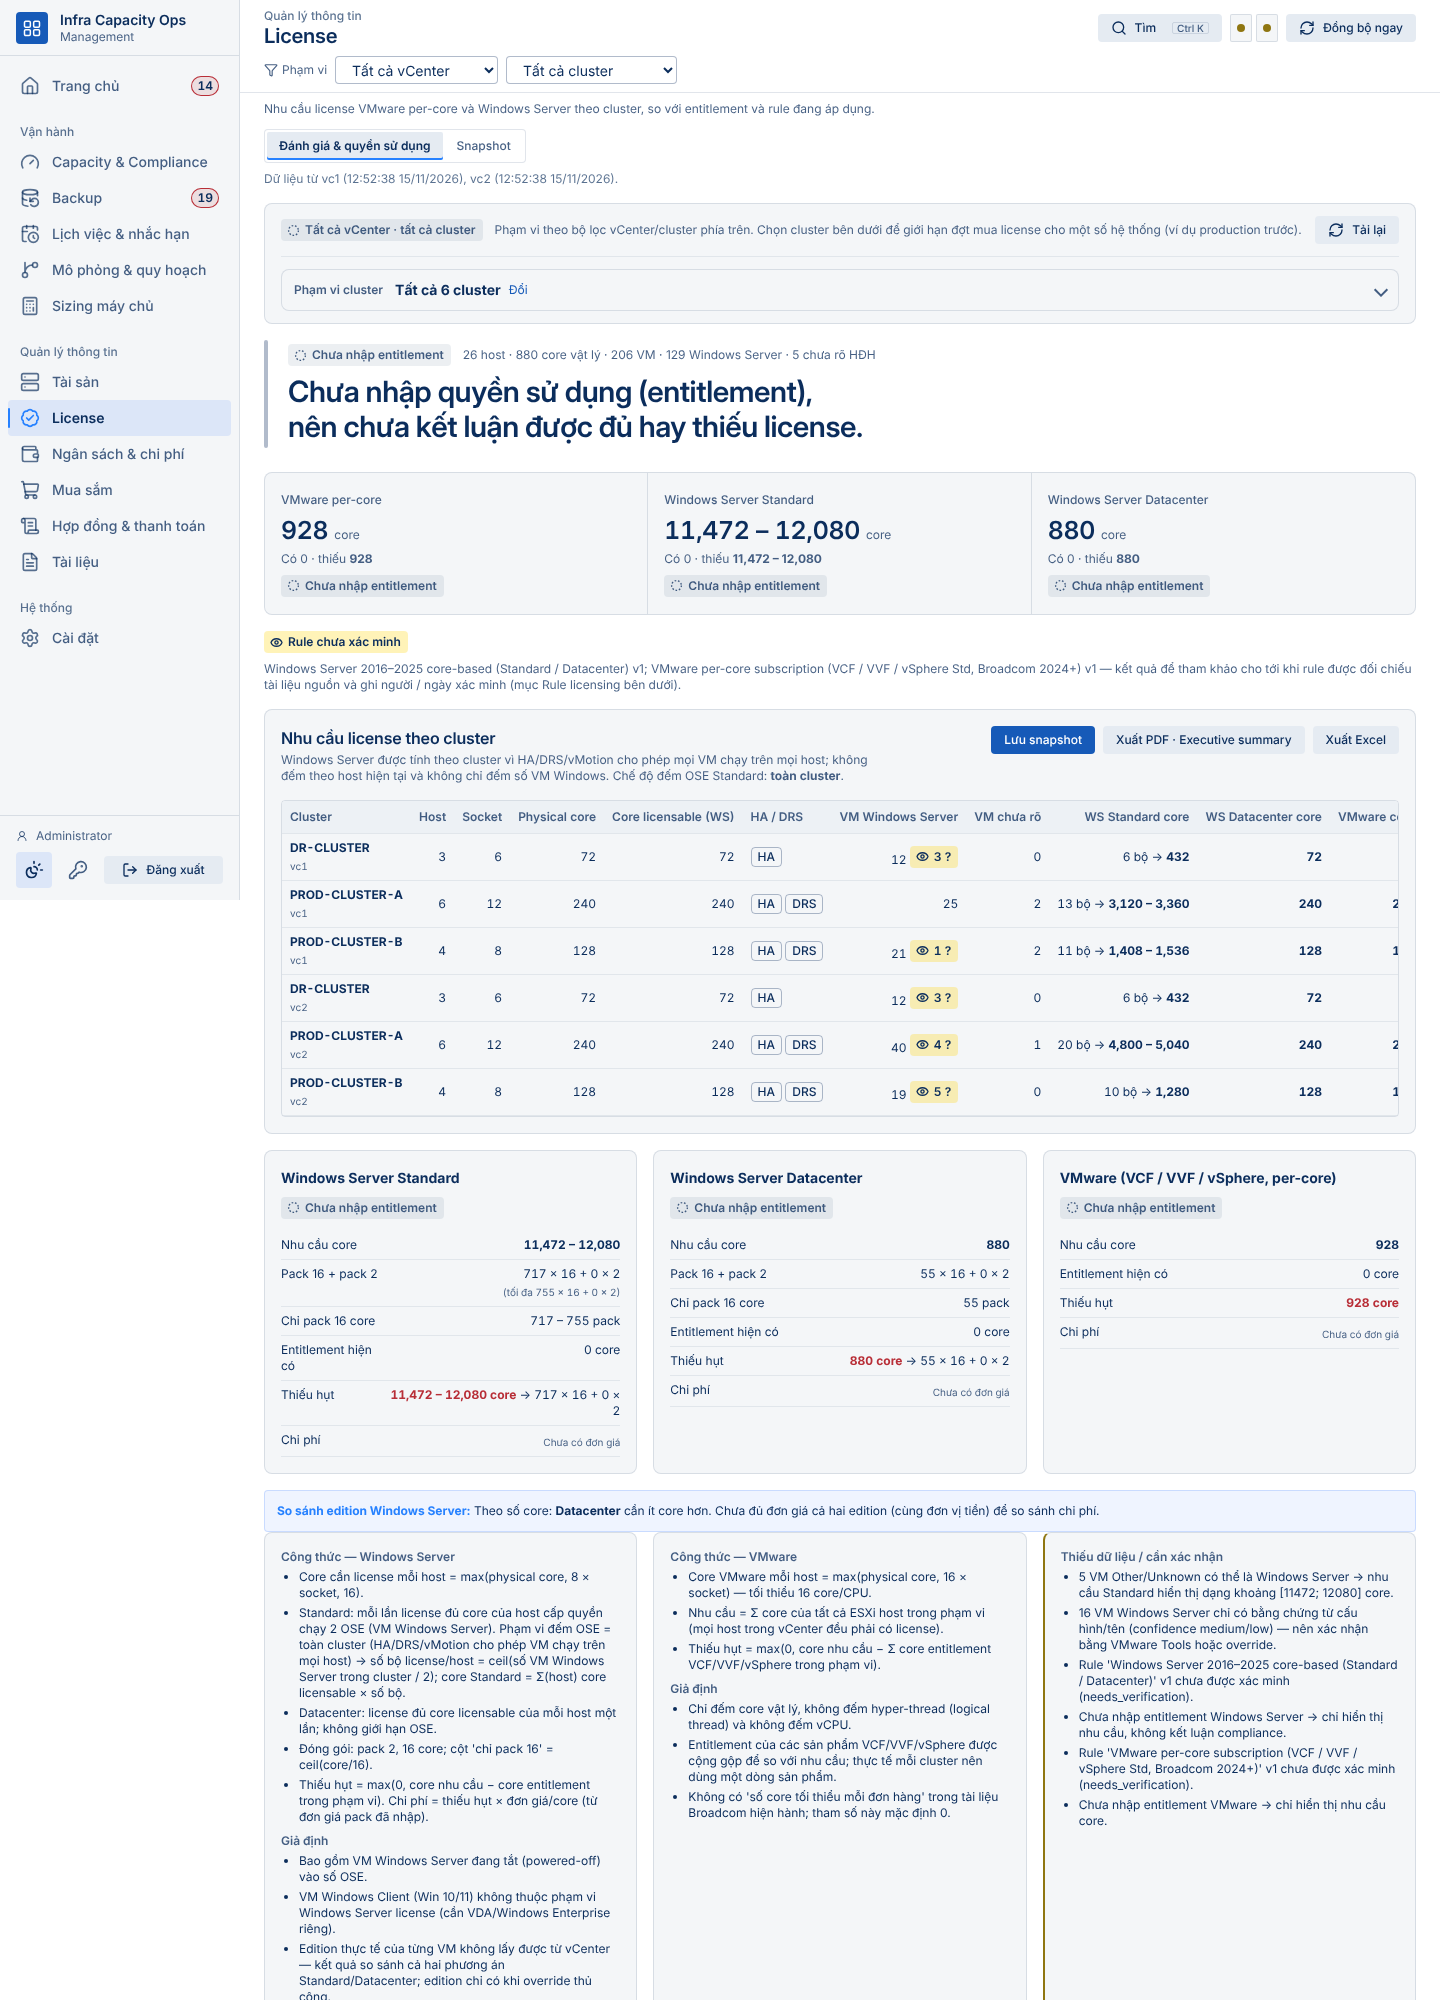 Infra Capacity Ops
Management
Trang chủ 14
Vận hành
Capacity & Compliance
Backup 19
Lịch việc & nhắc hạn
Mô phỏng & quy hoạch
Sizing máy chủ
Quản lý thông tin
Tài sản
License
Ngân sách & chi phí
Mua sắm
Hợp đồng & thanh toán
Tài liệu
Hệ thống
Cài đặt
Administrator
Đăng xuất
Quản lý thông tin
License
Tìm Ctrl K
Đồng bộ ngay
Phạm vi Tất cả vCenter Tất cả cluster
Nhu cầu license VMware per-core và Windows Server theo cluster, so với entitlement và rule đang áp dụng.
Đánh giá & quyền sử dụng Snapshot
Dữ liệu từ vc1 (12:52:38 15/11/2026), vc2 (12:52:38 15/11/2026).
Tất cả vCenter · tất cả cluster Phạm vi theo bộ lọc vCenter/cluster phía trên. Chọn cluster bên dưới để giới hạn đợt mua license cho một số hệ thống (ví dụ production trước). Tải lại
Phạm vi cluster Tất cả 6 cluster Đổi
Chưa nhập entitlement 26 host · 880 core vật lý · 206 VM · 129 Windows Server · 5 chưa rõ HĐH
Chưa nhập quyền sử dụng (entitlement),
nên chưa kết luận được đủ hay thiếu license.
VMware per-core
928 core
Có 0 · thiếu 928
Chưa nhập entitlement
Windows Server Standard
11,472 – 12,080 core
Có 0 · thiếu 11,472 – 12,080
Chưa nhập entitlement
Windows Server Datacenter
880 core
Có 0 · thiếu 880
Chưa nhập entitlement
Rule chưa xác minh
Windows Server 2016–2025 core-based (Standard / Datacenter) v1; VMware per-core subscription (VCF / VVF / vSphere Std, Broadcom 2024+) v1 — kết quả để tham khảo cho tới khi rule được đối chiếu
tài liệu nguồn và ghi người / ngày xác minh (mục Rule licensing bên dưới).
Nhu cầu license theo cluster
Windows Server được tính theo cluster vì HA/DRS/vMotion cho phép mọi VM chạy trên mọi host; không
đếm theo host hiện tại và không chỉ đếm số VM Windows. Chế độ đếm OSE Standard: toàn cluster.
Lưu snapshot Xuất PDF · Executive summary Xuất Excel
Cluster Host Socket Physical core Core licensable (WS) HA / DRS VM Windows Server VM chưa rõ WS Standard core WS Datacenter core VMware
DR-CLUSTER
vc1 3 6 72 72 HA 12 3 ? 0 6 bộ → 432 72
PROD-CLUSTER-A
vc1 6 12 240 240 HA DRS 25 2 13 bộ → 3,120 – 3,360 240
PROD-CLUSTER-B
vc1 4 8 128 128 HA DRS 21 1 ? 2 11 bộ → 1,408 – 1,536 128
DR-CLUSTER
vc2 3 6 72 72 HA 12 3 ? 0 6 bộ → 432 72
PROD-CLUSTER-A
vc2 6 12 240 240 HA DRS 40 4 ? 1 20 bộ → 4,800 – 5,040 240
PROD-CLUSTER-B
vc2 4 8 128 128 HA DRS 19 5 ? 0 10 bộ → 1,280 128
Windows Server Standard
Chưa nhập entitlement
Nhu cầu core 11,472 – 12,080
Pack 16 + pack 2 717 × 16 + 0 × 2
(tối đa 755 × 16 + 0 × 2)
Chỉ pack 16 core 717 – 755 pack
Entitlement hiện
có 0 core
Thiếu hụt 11,472 – 12,080 core → 717 × 16 + 0 ×
2
Chi phí Chưa có đơn giá
Windows Server Datacenter
Chưa nhập entitlement
Nhu cầu core 880
Pack 16 + pack 2 55 × 16 + 0 × 2
Chỉ pack 16 core 55 pack
Entitlement hiện có 0 core
Thiếu hụt 880 core → 55 × 16 + 0 × 2
Chi phí Chưa có đơn giá
VMware (VCF / VVF / vSphere, per-core)
Chưa nhập entitlement
Nhu cầu core 928
Entitlement hiện có 0 core
Thiếu hụt 928 core
Chi phí Chưa có đơn giá
So sánh edition Windows Server: Theo số core: Datacenter cần ít core hơn. Chưa đủ đơn giá cả hai edition (cùng đơn vị tiền) để so sánh chi phí.
Công thức — Windows Server
• Core cần license mỗi host = max(physical core, 8 ×
socket, 16).
• Standard: mỗi lần license đủ core của host cấp quyền
chạy 2 OSE (VM Windows Server). Phạm vi đếm OSE =
toàn cluster (HA/DRS/vMotion cho phép VM chạy trên
mọi host) → số bộ license/host = ceil(số VM Windows
Server trong cluster / 2); core Standard = Σ(host) core
licensable × số bộ.
• Datacenter: license đủ core licensable của mỗi host một
lần; không giới hạn OSE.
• Đóng gói: pack 2, 16 core; cột 'chỉ pack 16' =
ceil(core/16).
• Thiếu hụt = max(0, core nhu cầu − core entitlement
trong phạm vi). Chi phí = thiếu hụt × đơn giá/core (từ
đơn giá pack đã nhập).
Giả định
• Bao gồm VM Windows Server đang tắt (powered-off)
vào số OSE.
• VM Windows Client (Win 10/11) không thuộc phạm vi
Windows Server license (cần VDA/Windows Enterprise
riêng).
• Edition thực tế của từng VM không lấy được từ vCenter
— kết quả so sánh cả hai phương án
Standard/Datacenter; edition chỉ có khi override thủ
công.
Công thức — VMware
• Core VMware mỗi host = max(physical core, 16 ×
socket) — tối thiểu 16 core/CPU.
• Nhu cầu = Σ core của tất cả ESXi host trong phạm vi
(mọi host trong vCenter đều phải có license).
• Thiếu hụt = max(0, core nhu cầu − Σ core entitlement
VCF/VVF/vSphere trong phạm vi).
Giả định
• Chỉ đếm core vật lý, không đếm hyper-thread (logical
thread) và không đếm vCPU.
• Entitlement của các sản phẩm VCF/VVF/vSphere được
cộng gộp để so với nhu cầu; thực tế mỗi cluster nên
dùng một dòng sản phẩm.
• Không có 'số core tối thiểu mỗi đơn hàng' trong tài liệu
Broadcom hiện hành; tham số này mặc định 0.
Thiếu dữ liệu / cần xác nhận
• 5 VM Other/Unknown có thể là Windows Server → nhu
cầu Standard hiển thị dạng khoảng [11472; 12080] core.
• 16 VM Windows Server chỉ có bằng chứng từ cấu
hình/tên (confidence medium/low) — nên xác nhận
bằng VMware Tools hoặc override.
• Rule 'Windows Server 2016–2025 core-based (Standard
/ Datacenter)' v1 chưa được xác minh
(needs_verification).
• Chưa nhập entitlement Windows Server → chỉ hiển thị
nhu cầu, không kết luận compliance.
• Rule 'VMware per-core subscription (VCF / VVF /
vSphere Std, Broadcom 2024+)' v1 chưa được xác minh
(needs_verification).
• Chưa nhập entitlement VMware → chỉ hiển thị nhu cầu
core.